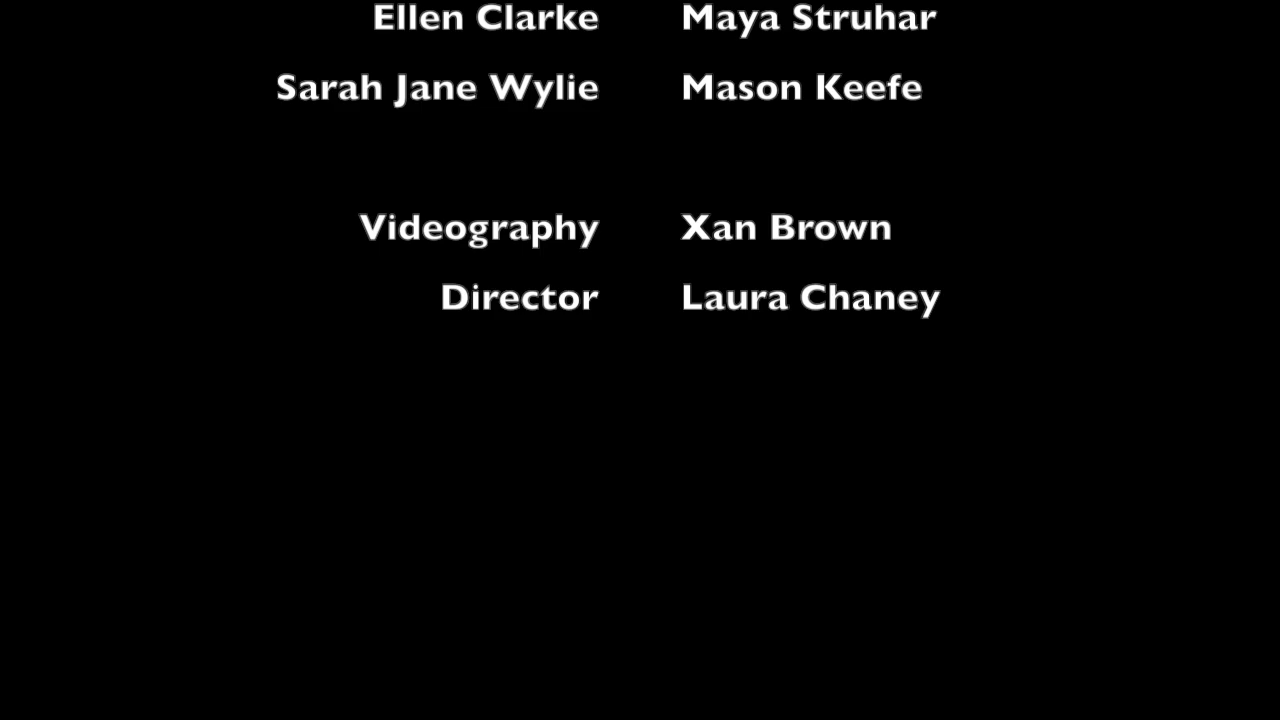 Ellen Clarke Maya Struhar
Sarah Jane Wylie Mason Keefe
Videography Xan Brown
Director Laura Chaney